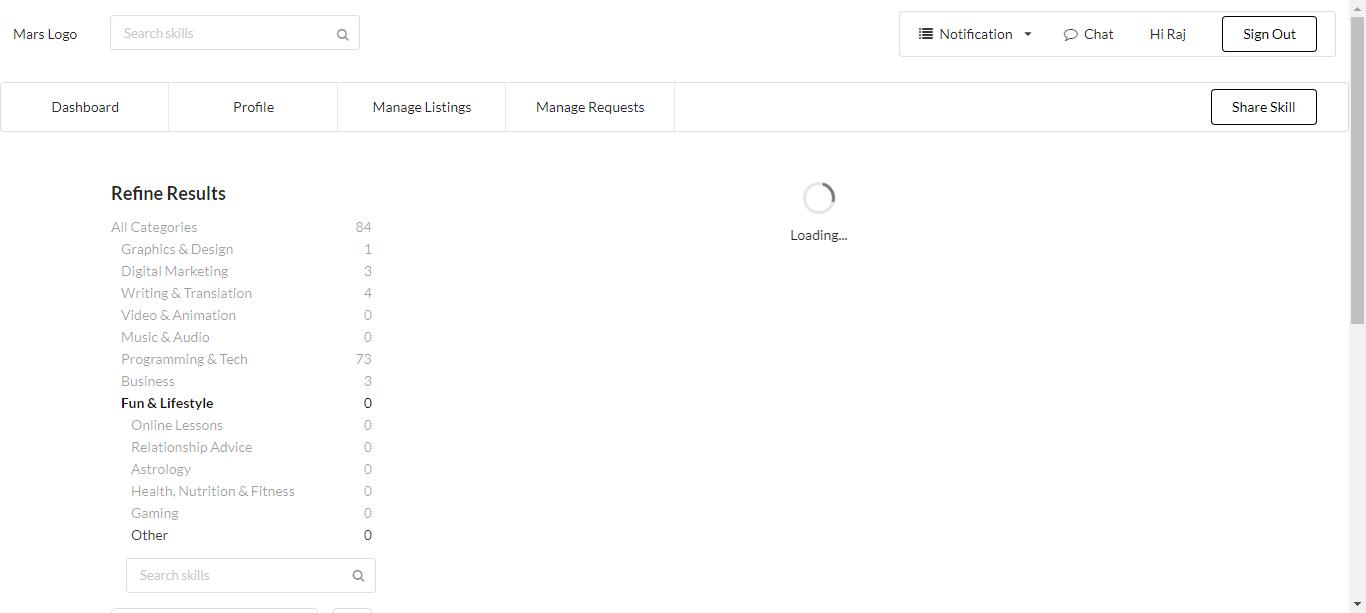 Mars Logo
Search skills
Notification
Chat
Hi Raj
Sign Out
Dashboard
Profile
Manage Listings
Manage Requests
Share Skill
Refine Results
All Categories 84
Graphics & Design 1
Digital Marketing 3
Writing & Translation 4
Video & Animation 0
Music & Audio 0
Programming & Tech 73
Business 3
Fun & Lifestyle 0
Online Lessons 0
Relationship Advice 0
Astrology 0
Health, Nutrition & Fitness 0
Gaming 0
Other 0
Search skills
Loading...